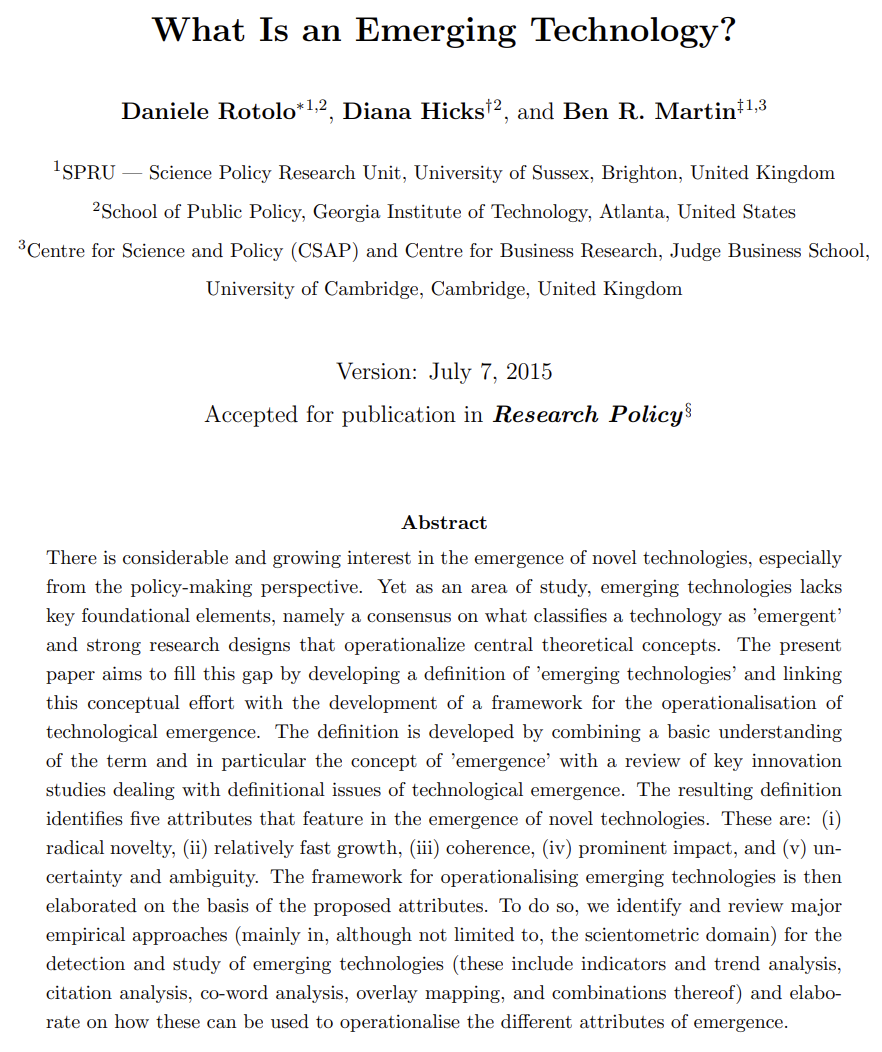 What Is an Emerging Technology?
Daniele Rotolo*1,2, Diana Hicks†2, and Ben R. Martin‡1,3
1SPRU — Science Policy Research Unit, University of Sussex, Brighton, United Kingdom
2School of Public Policy, Georgia Institute of Technology, Atlanta, United States
3Centre for Science and Policy (CSAP) and Centre for Business Research, Judge Business School,
University of Cambridge, Cambridge, United Kingdom
Version: July 7, 2015
Accepted for publication in Research Policy§
Abstract
There is considerable and growing interest in the emergence of novel technologies, especially
from the policy-making perspective. Yet as an area of study, emerging technologies lacks
key foundational elements, namely a consensus on what classifies a technology as ’emergent’
and strong research designs that operationalize central theoretical concepts. The present
paper aims to fill this gap by developing a definition of ’emerging technologies’ and linking
this conceptual effort with the development of a framework for the operationalisation of
technological emergence. The definition is developed by combining a basic understanding
of the term and in particular the concept of ’emergence’ with a review of key innovation
studies dealing with definitional issues of technological emergence. The resulting definition
identifies five attributes that feature in the emergence of novel technologies. These are: (i)
radical novelty, (ii) relatively fast growth, (iii) coherence, (iv) prominent impact, and (v) un-
certainty and ambiguity. The framework for operationalising emerging technologies is then
elaborated on the basis of the proposed attributes. To do so, we identify and review major
empirical approaches (mainly in, although not limited to, the scientometric domain) for the
detection and study of emerging technologies (these include indicators and trend analysis,
citation analysis, co-word analysis, overlay mapping, and combinations thereof) and elabo-
rate on how these can be used to operationalise the different attributes of emergence.